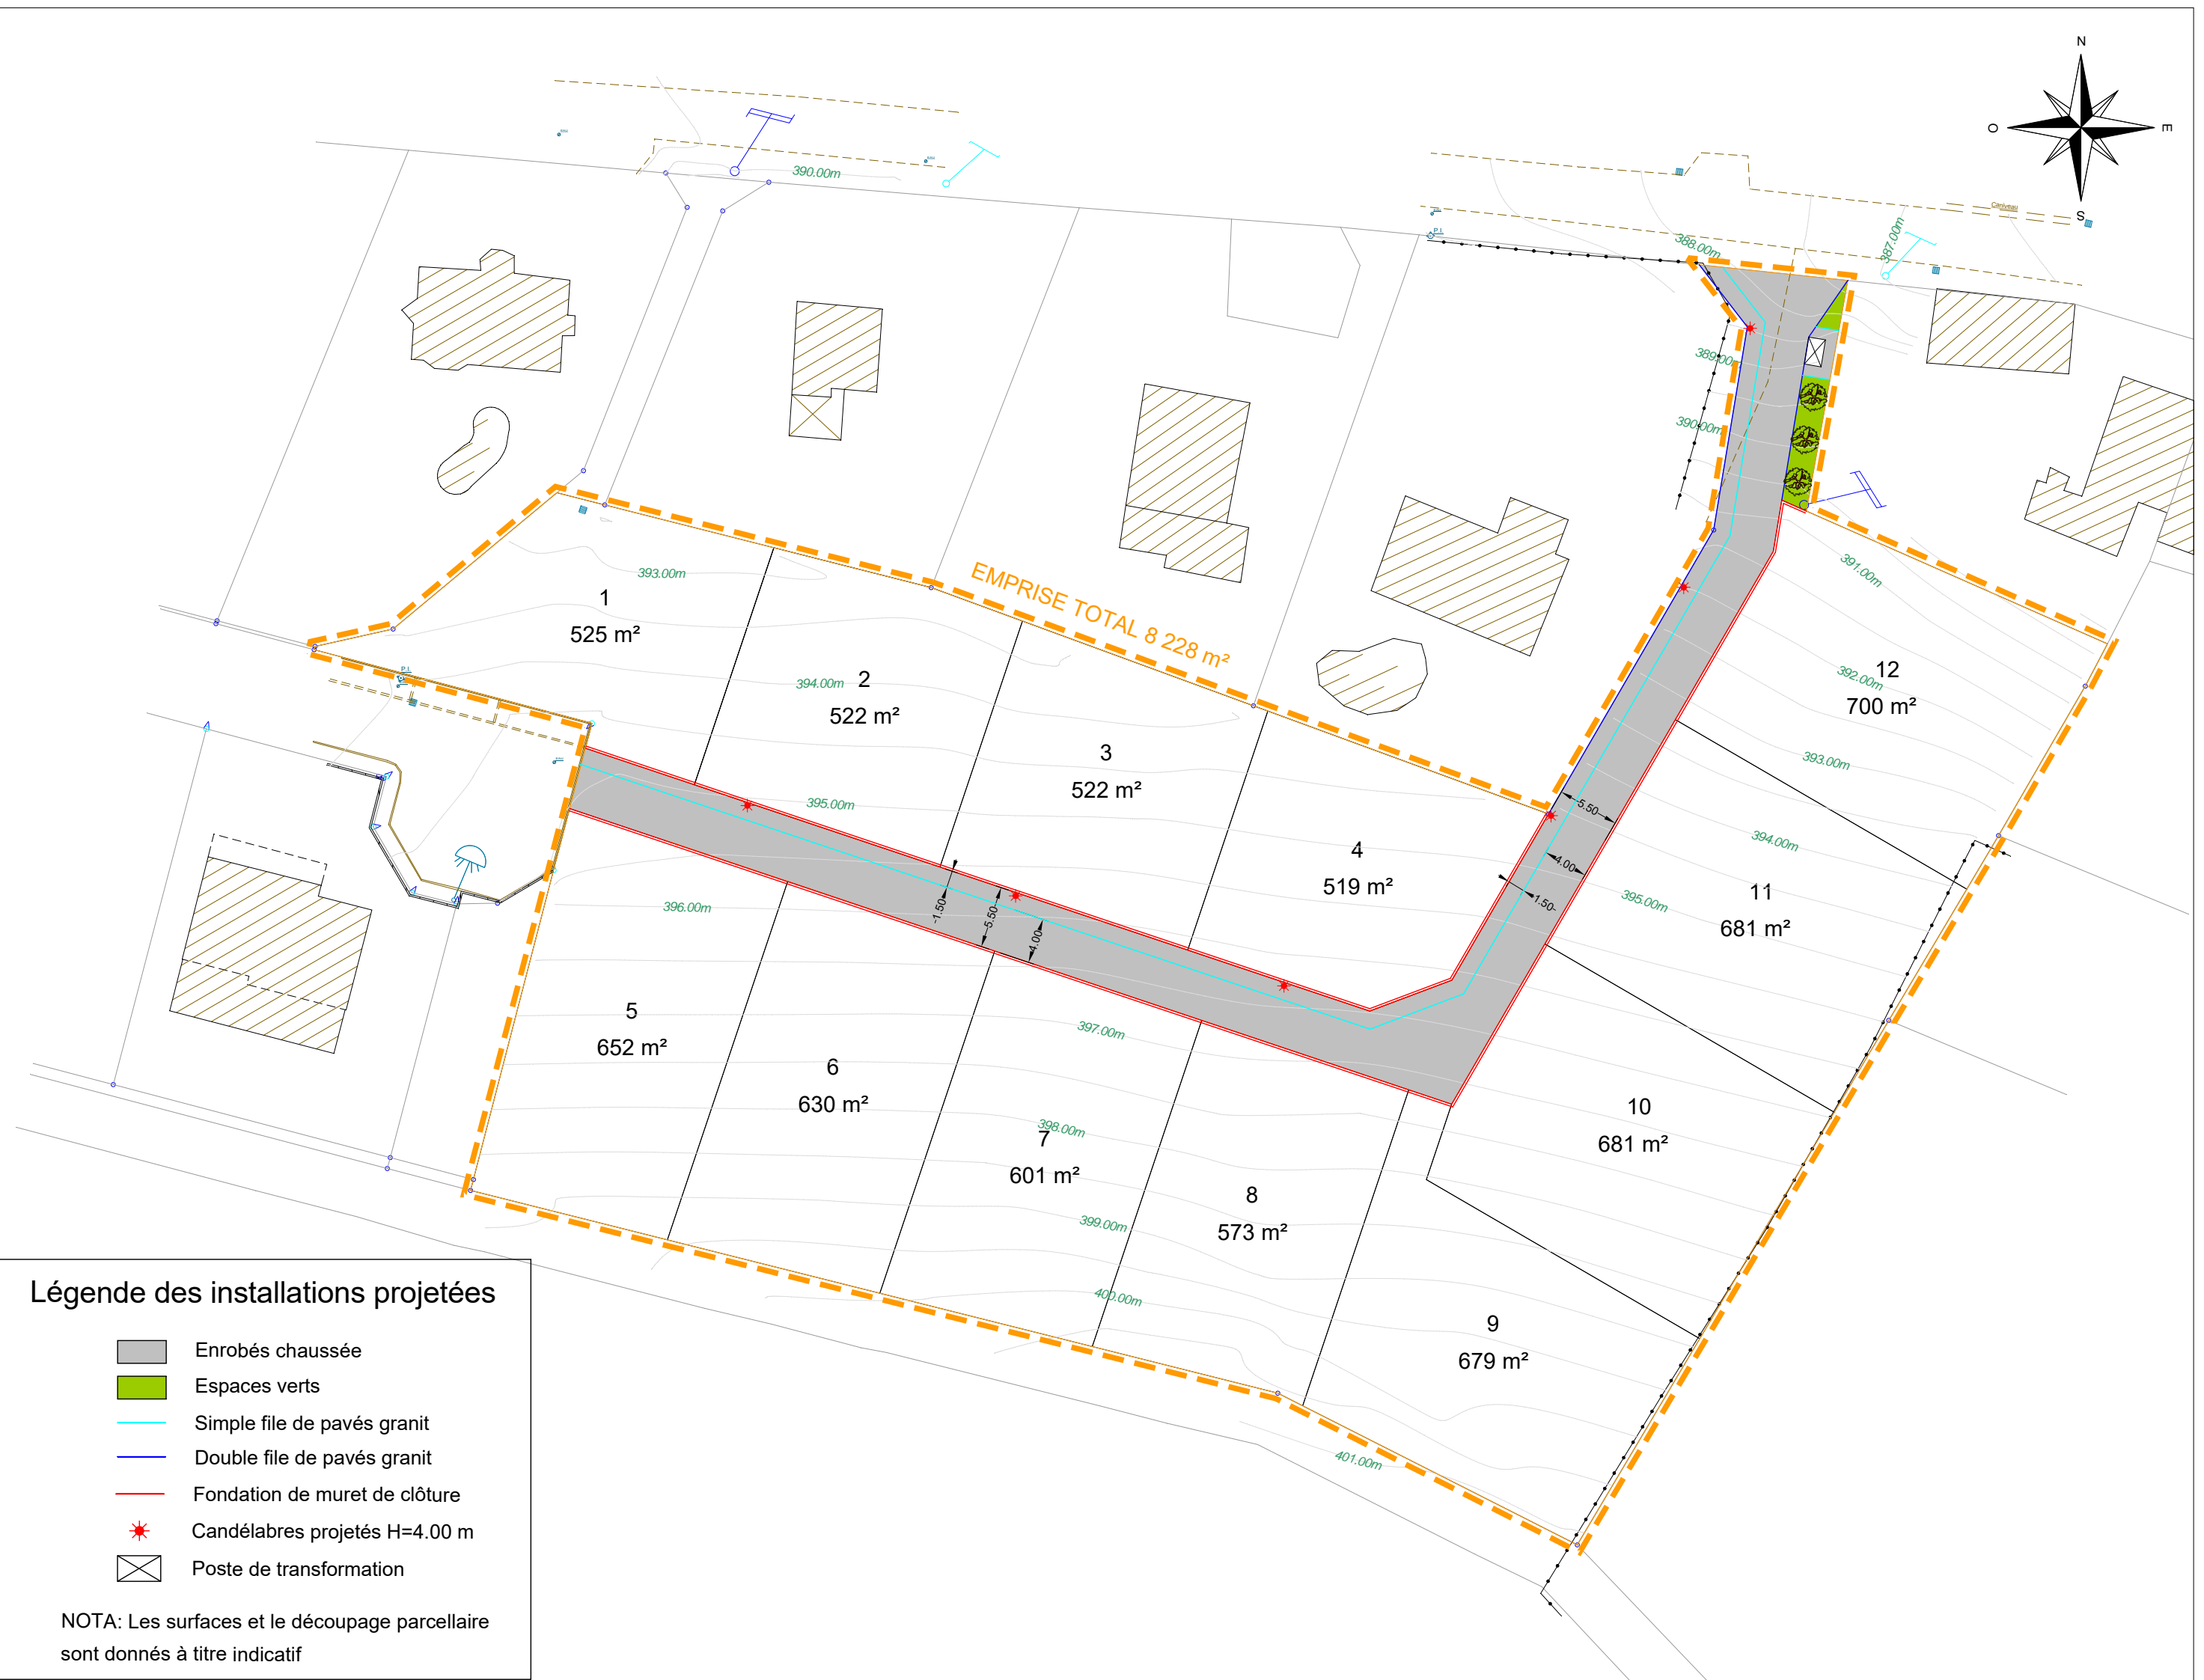 N
O
E
S
390.00m
Caniveau
387.00m
388.00m
P.I.
389.00m
390.00m
391.00m
393.00m
1
525 m²
EMPRISE TOTAL 8 228 m²
12
700 m²
392.00m
P.I.
394.00m
2
522 m²
3
522 m²
393.00m
395.00m
5.50
394.00m
4
519 m²
4.00
11
681 m²
395.00m
1.50
396.00m
1.50
5.50
4.00
5
652 m²
397.00m
6
630 m²
10
681 m²
398.00m
7
601 m²
8
573 m²
399.00m
400.00m
9
679 m²
401.00m
Légende des installations projetées
Enrobés chaussée
Espaces verts
Simple file de pavés granit
Double file de pavés granit
Fondation de muret de clôture
Candélabres projetés H=4.00 m
Poste de transformation
NOTA: Les surfaces et le découpage parcellaire
sont donnés à titre indicatif